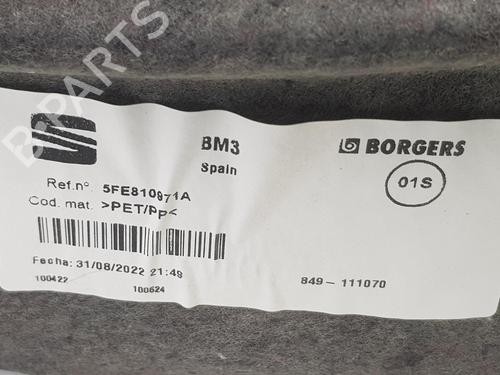 B-PARTS
BM3
Spain
BORGERS
01S
Ref.nº. 5FE810971A
Cod. mat. >PET/PP<
Fecha: 31/08/2022 21:49
100422 100624
849-111070